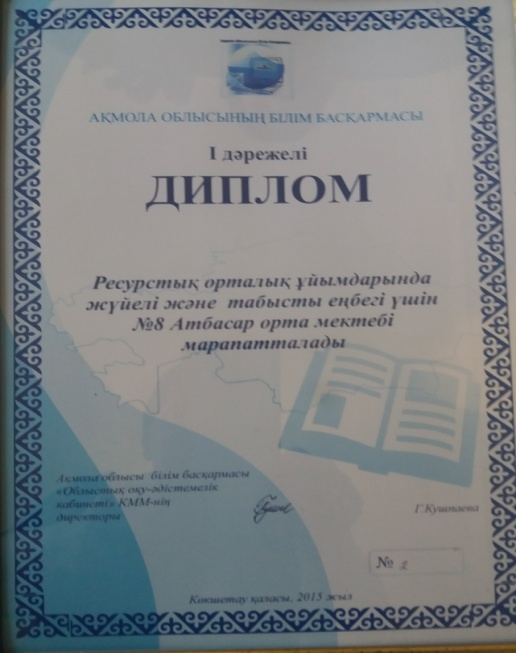 АҚМОЛА ОБЛЫСЫНЫҢ БІЛІМ БАСҚАРМАСЫ
І дәрежелі
ДИПЛОМ
Ресурстық орталық ұйымдарында
жүйелі және табысты еңбегі үшін
№8 Атбасар орта мектебі
марапатталады
Ақмола облысы білім басқармасы
«Облыстық оқу-әдістемелік
кабинеті» КММ-нің
директоры
Г.Кушпаева
№ 2
Көкшетау қаласы, 2015 жыл